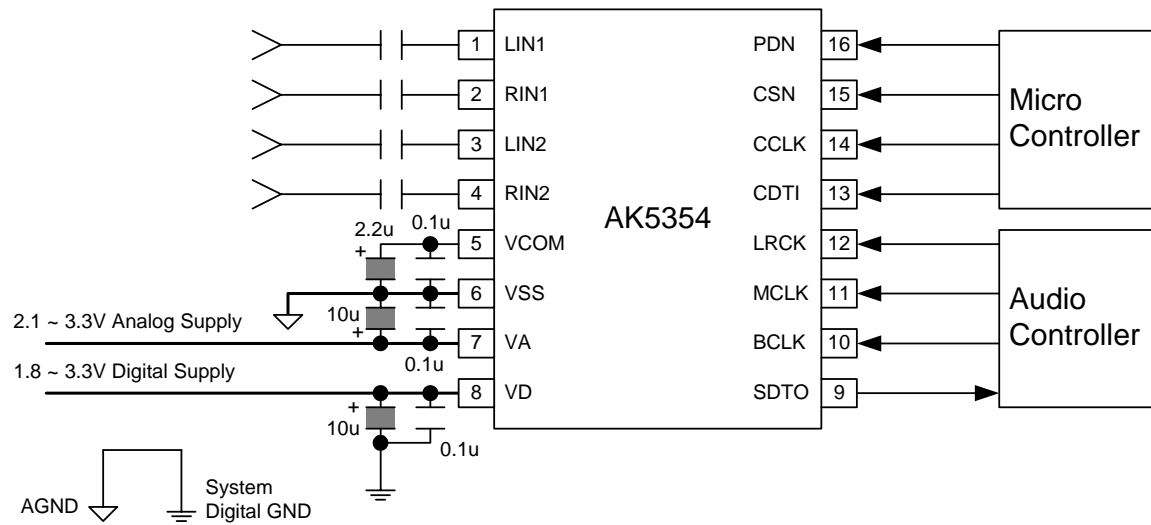 1 LIN1
2 RIN1
3 LIN2
4 RIN2
5 VCOM
6 VSS
7 VA
8 VD
AK5354
PDN 16
CSN 15
CCLK 14
CDTI 13
LRCK 12
MCLK 11
BCLK 10
SDTO 9
Micro
Controller
Audio
Controller
2.2u
0.1u
+
10u
+
0.1u
2.1 ~ 3.3V Analog Supply
1.8 ~ 3.3V Digital Supply
+
10u
0.1u
AGND
System
Digital GND